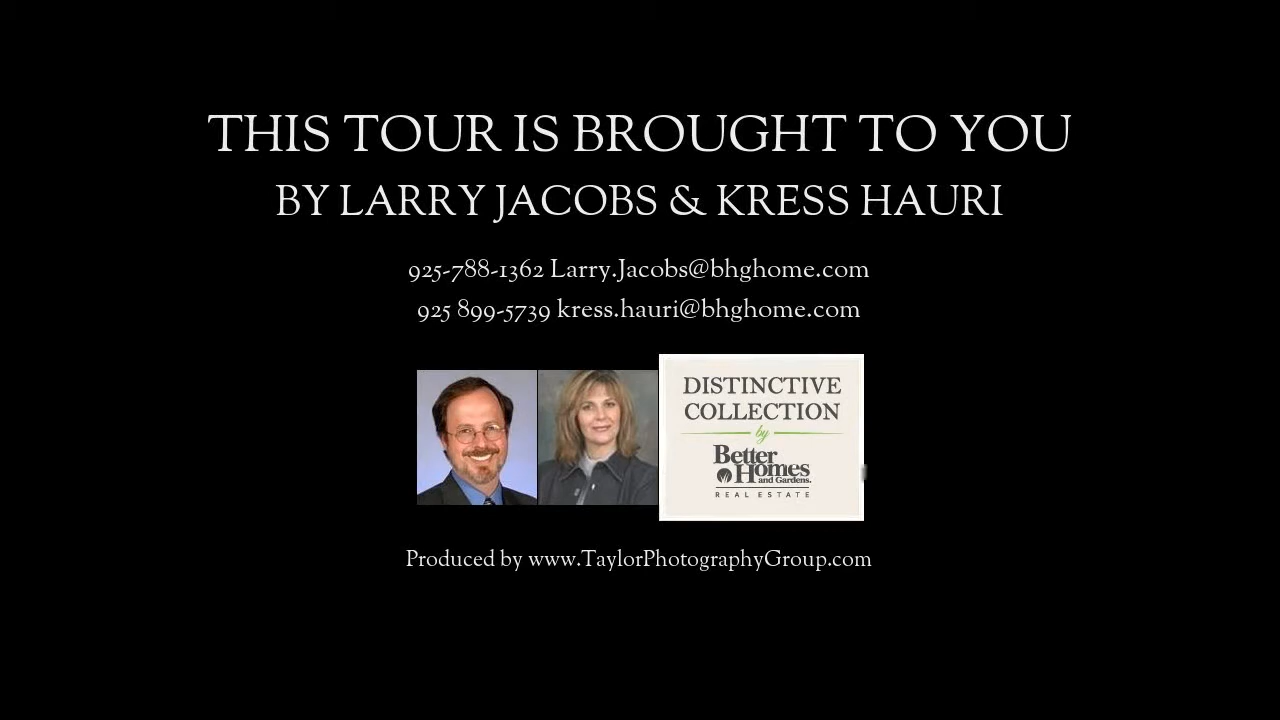 THIS TOUR IS BROUGHT TO YOU
BY LARRY JACOBS & KRESS HAURI
925-788-1362 Larry.Jacobs@bhghome.com
925 899-5739 kress.hauri@bhghome.com
DISTINCTIVE
COLLECTION
by
Better
Homes
and Gardens.
REAL ESTATE
Produced by www.TaylorPhotographyGroup.com